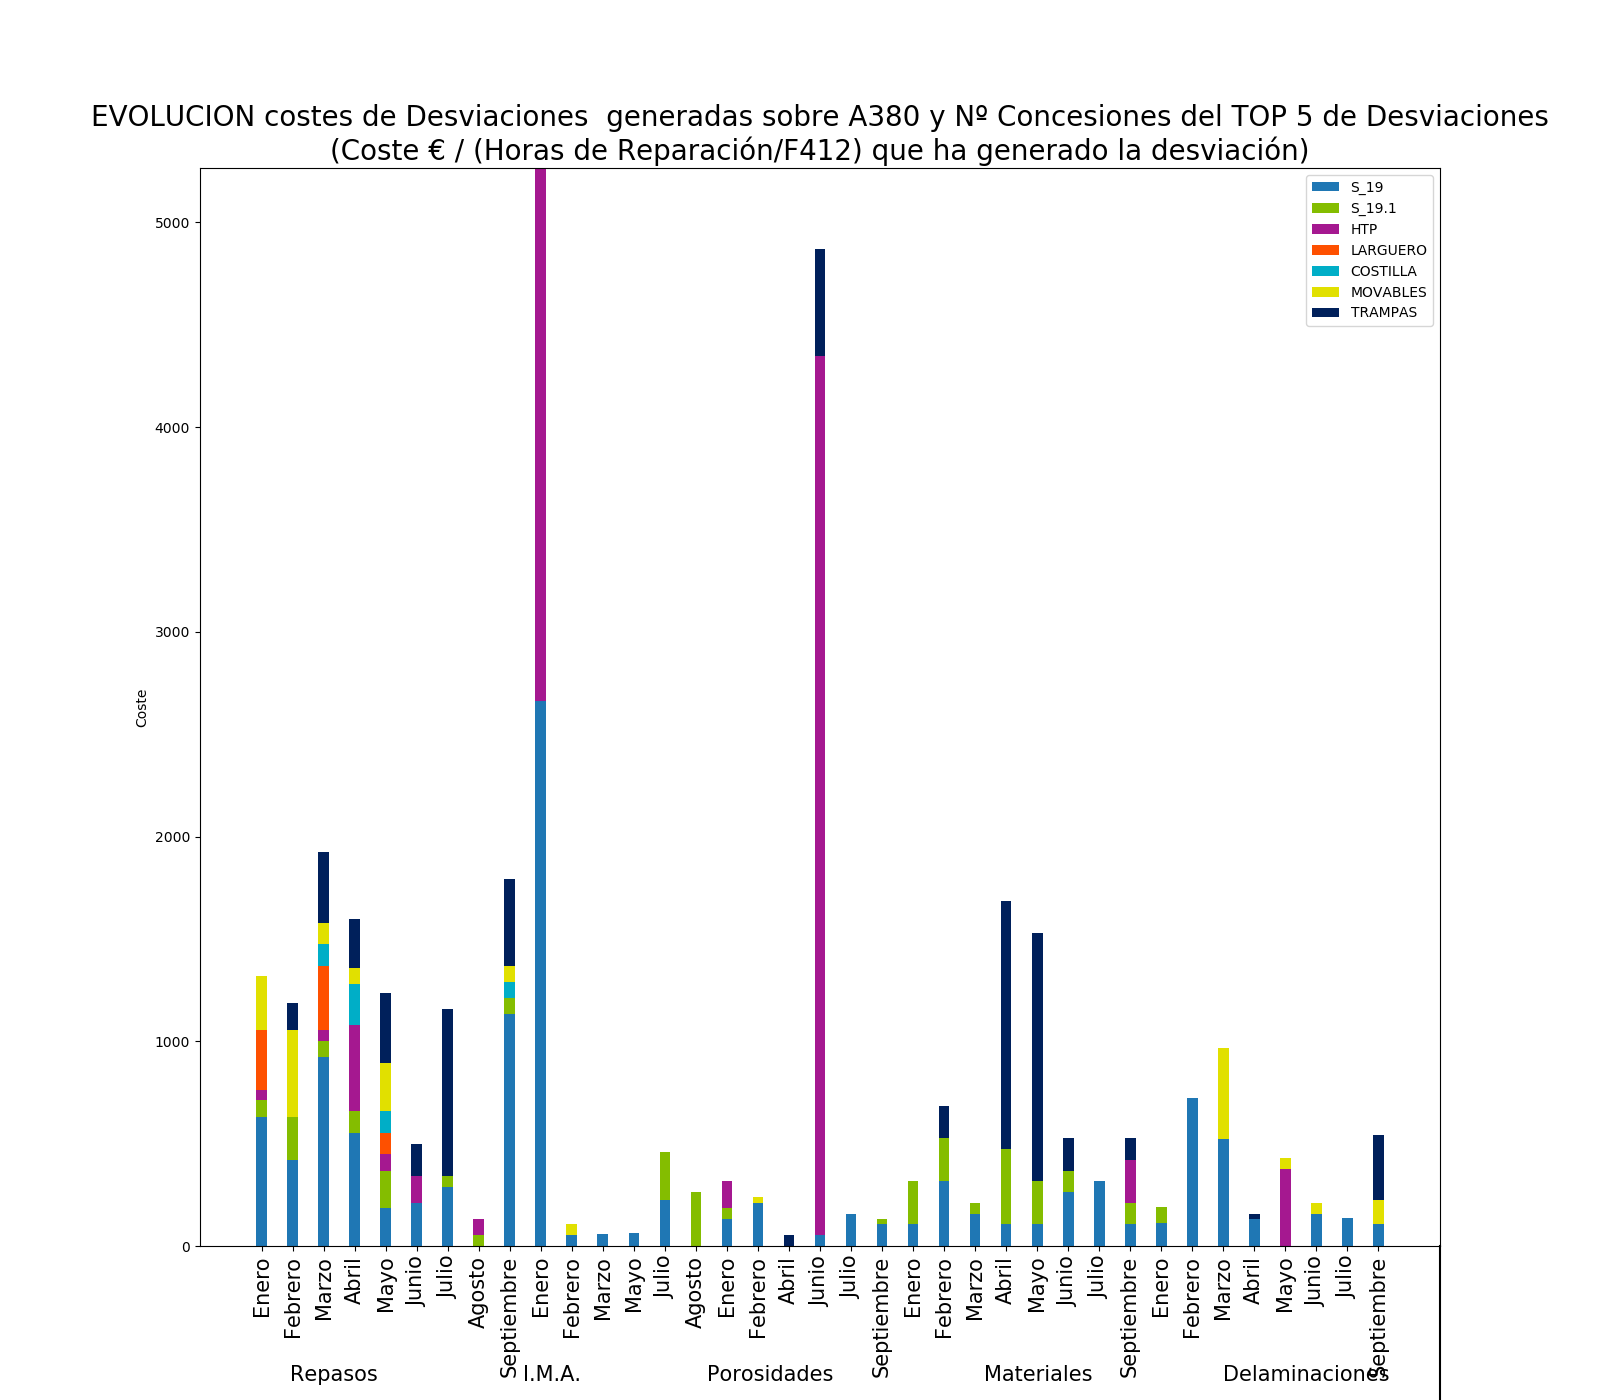 EVOLUCION costes de Desviaciones  generadas sobre A380 y Nº Concesiones del TOP 5 de Desviaciones
(Coste € / (Horas de Reparación/F412) que ha generado la desviación)
S_19
S_19.1
HTP
LARGUERO
COSTILLA
MOVABLES
TRAMPAS
5000
4000
3000
2000
1000
0
Coste
Enero
Febrero
Marzo
Abril
Mayo
Junio
Julio
Agosto
Septiembre
Enero
Febrero
Marzo
Mayo
Julio
Agosto
Enero
Febrero
Abril
Junio
Julio
Septiembre
Enero
Febrero
Marzo
Abril
Mayo
Junio
Julio
Septiembre
Enero
Febrero
Marzo
Abril
Mayo
Junio
Julio
Septiembre
Repasos
I.M.A.
Porosidades
Materiales
Delaminaciones